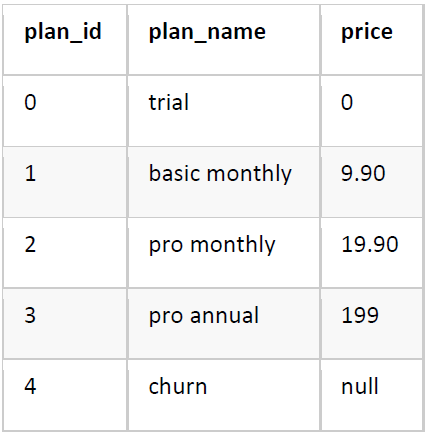 plan_id plan_name price
0 trial 0
1 basic monthly 9.90
2 pro monthly 19.90
3 pro annual 199
4 churn null